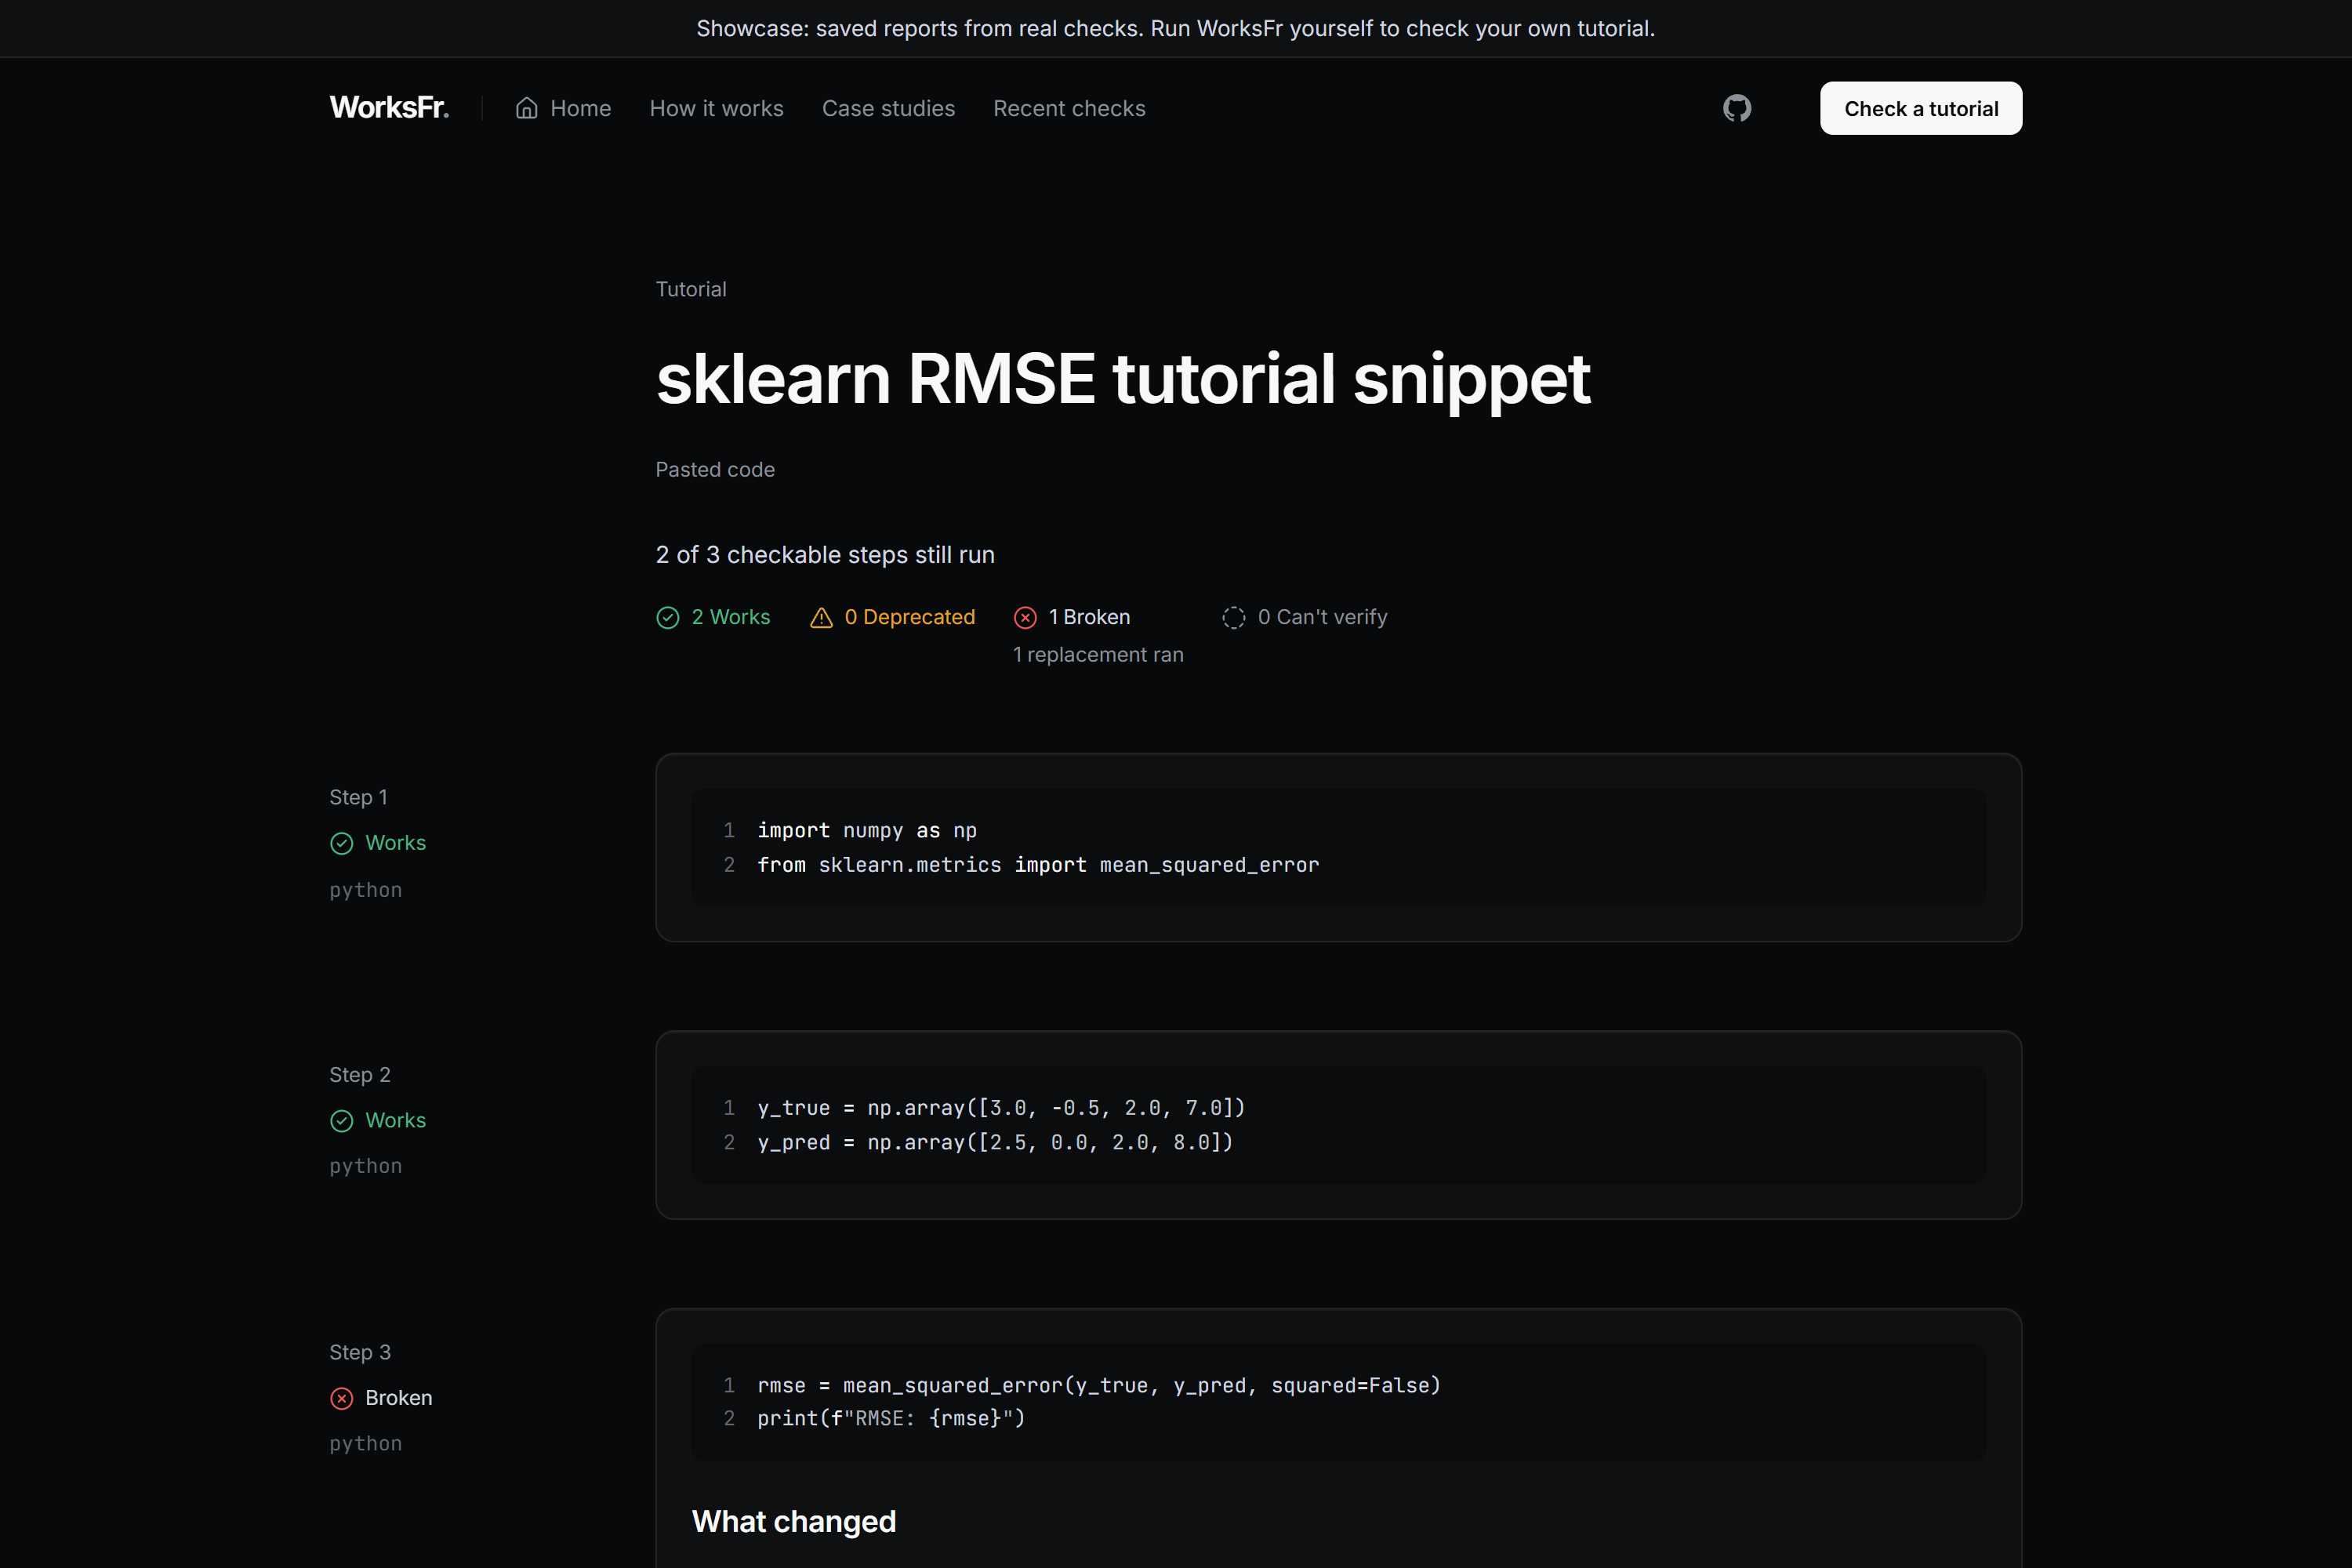 Showcase: saved reports from real checks. Run WorksFr yourself to check your own tutorial.
WorksFr.
Home
How it works
Case studies
Recent checks
Check a tutorial
Tutorial
sklearn RMSE tutorial snippet
Pasted code
2 of 3 checkable steps still run
2 Works
0 Deprecated
1 Broken
0 Can't verify
1 replacement ran
Step 1
Works
python
1 import numpy as np
2 from sklearn.metrics import mean_squared_error
Step 2
Works
python
1 y_true = np.array([3.0, -0.5, 2.0, 7.0])
2 y_pred = np.array([2.5, 0.0, 2.0, 8.0])
Step 3
Broken
python
1 rmse = mean_squared_error(y_true, y_pred, squared=False)
2 print(f"RMSE: {rmse}")
What changed